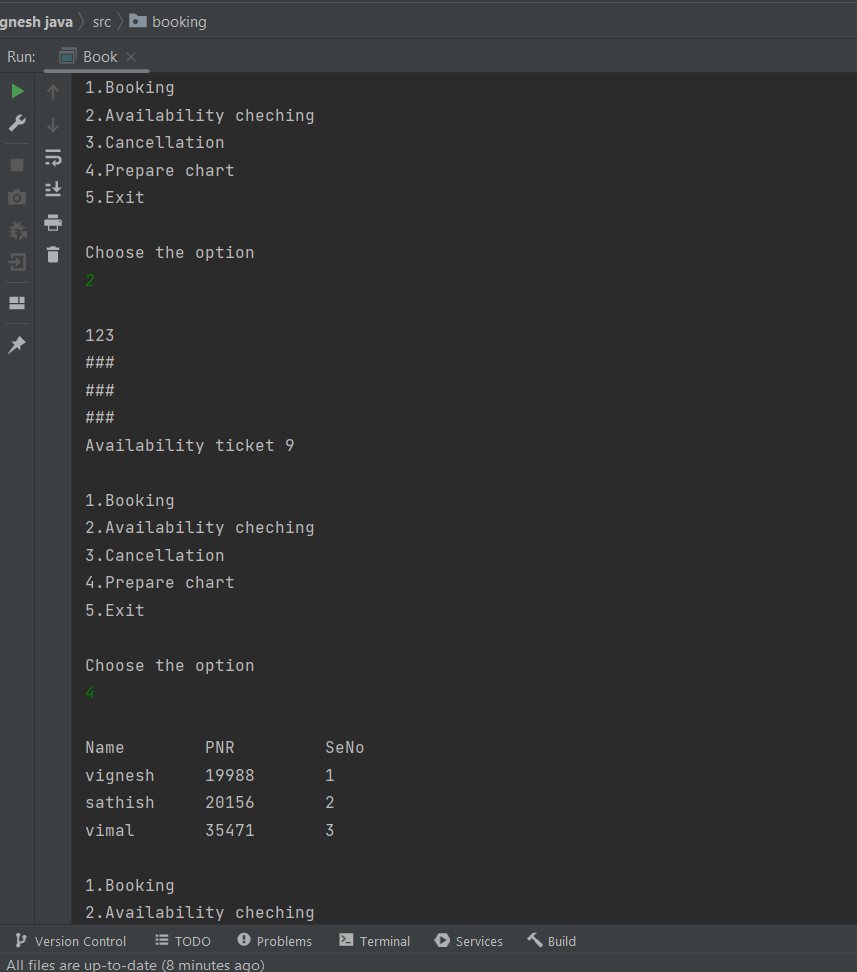 gnesh java src booking
Run: Book
1.Booking
2.Availability cheching
3.Cancellation
4.Prepare chart
5.Exit
Choose the option
2
123
###
###
###
Availability ticket 9
1.Booking
2.Availability cheching
3.Cancellation
4.Prepare chart
5.Exit
Choose the option
4
Name PNR SeNo
vignesh 19988 1
sathish 20156 2
vimal 35471 3
1.Booking
2.Availability cheching
Version Control TODO Problems Terminal Services Build
All files are up-to-date (8 minutes ago)